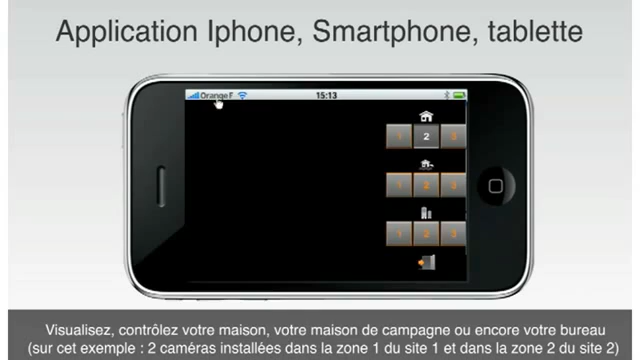 Application Iphone, Smartphone, tablette
Orange F 15:13
1 2 3
1 2 3
1 2 3
Visualisez, contrôlez votre maison, votre maison de campagne ou encore votre bureau
(sur cet exemple : 2 caméras installées dans la zone 1 du site 1 et dans la zone 2 du site 2)